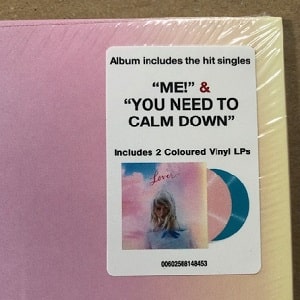 Album includes the hit singles
“ME!” &
“YOU NEED TO
CALM DOWN”
Includes 2 Coloured Vinyl LPs
Lover
00602568148453